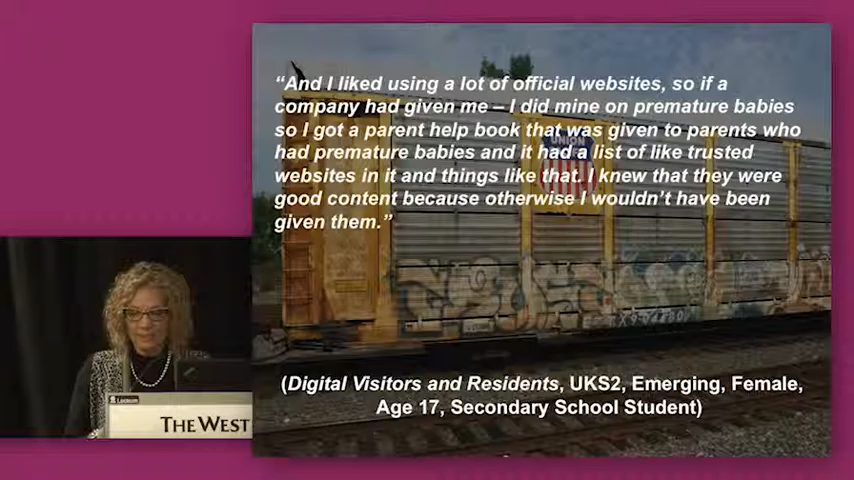 “And I liked using a lot of official websites, so if a
company had given me – I did mine on premature babies
so I got a parent help book that was given to parents who
had premature babies and it had a list of like trusted
websites in it and things like that. I knew that they were
good content because otherwise I wouldn’t have been
given them.”
UNION
(Digital Visitors and Residents, UKS2, Emerging, Female,
Age 17, Secondary School Student)
THE WEST